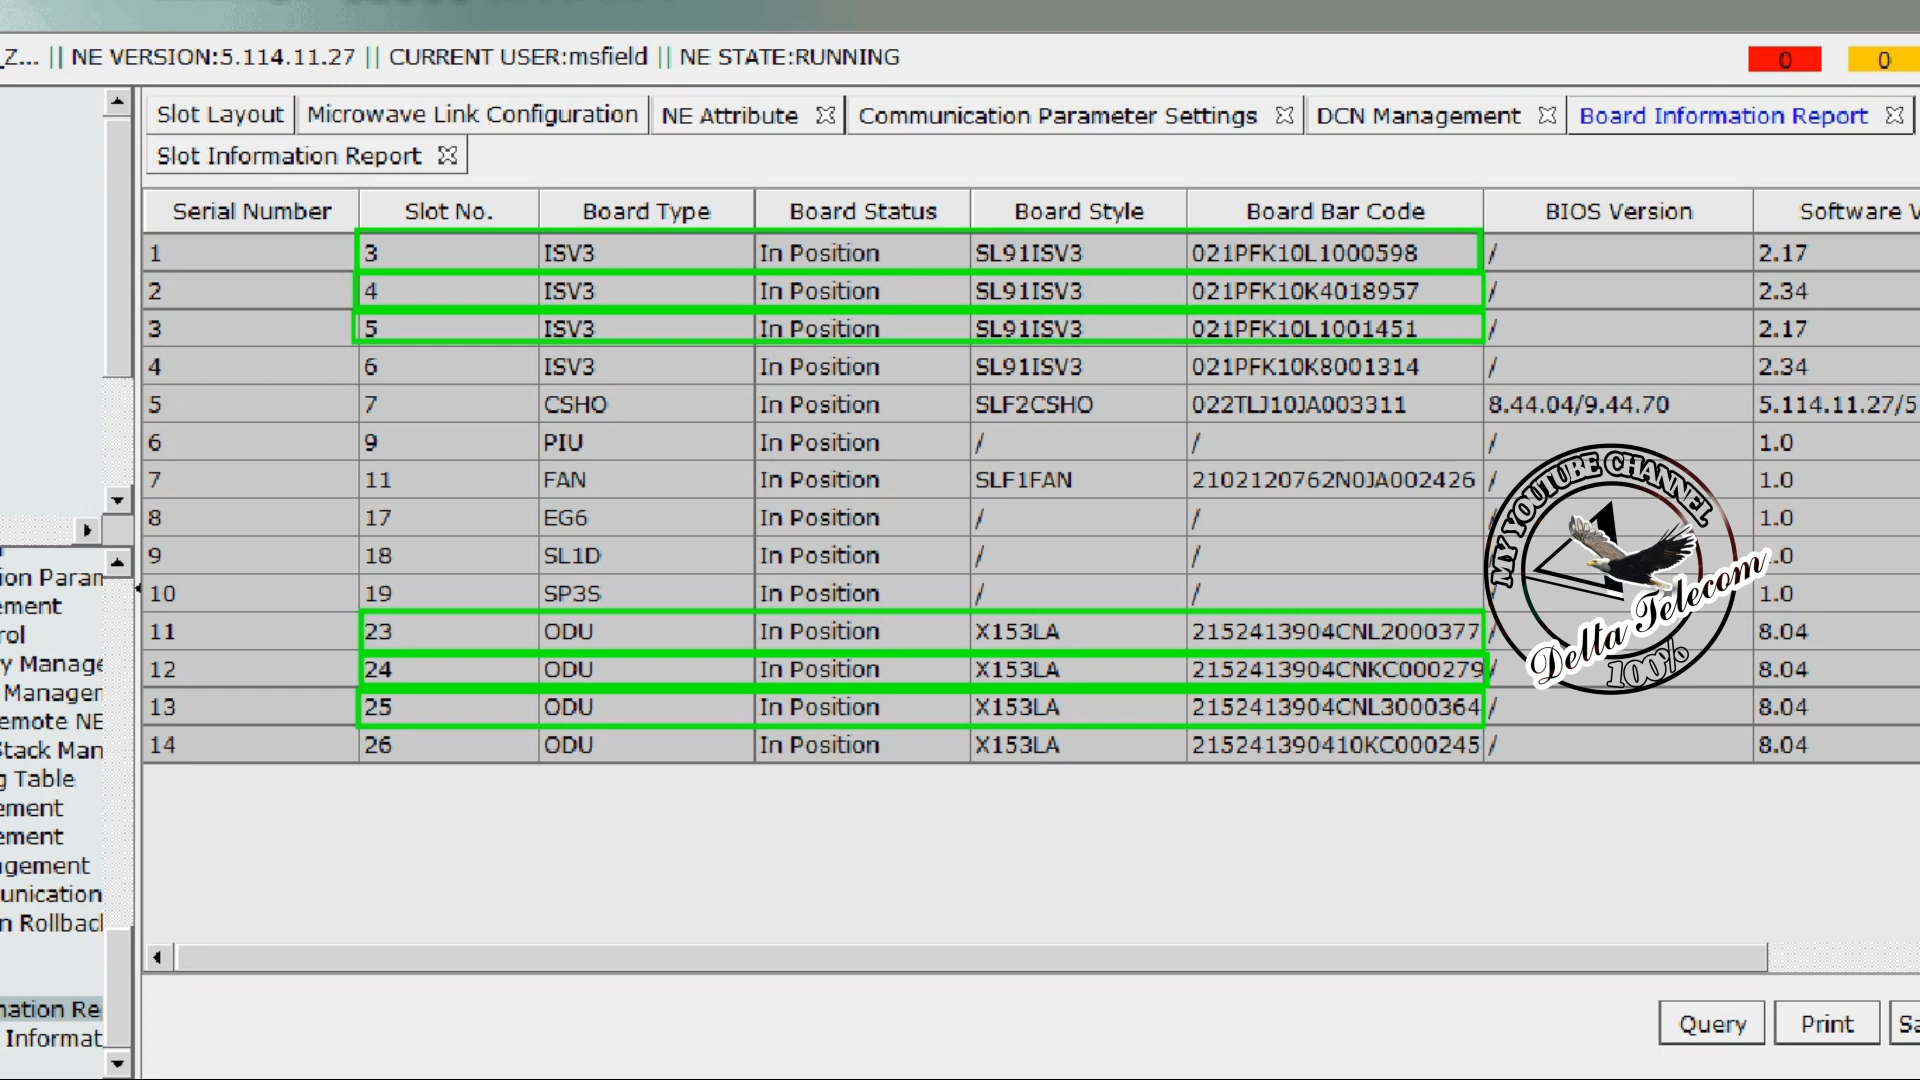 _Z... || NE VERSION:5.114.11.27 || CURRENT USER:msfield || NE STATE:RUNNING 0 0
Slot Layout Microwave Link Configuration NE Attribute Communication Parameter Settings DCN Management Board Information Report
Slot Information Report
Serial Number Slot No. Board Type Board Status Board Style Board Bar Code BIOS Version Software V
1 3 ISV3 In Position SL91ISV3 021PFK10L1000598 / 2.17
2 4 ISV3 In Position SL91ISV3 021PFK10K4018957 / 2.34
3 5 ISV3 In Position SL91ISV3 021PFK10L1001451 / 2.17
4 6 ISV3 In Position SL91ISV3 021PFK10K8001314 / 2.34
5 7 CSHO In Position SLF2CSHO 022TLJ10JA003311 8.44.04/9.44.70 5.114.11.27/5
6 9 PIU In Position / / / 1.0
7 11 FAN In Position SLF1FAN 2102120762N0JA002426 / 1.0
8 17 EG6 In Position / / 1.0
9 18 SL1D In Position / / .0
10 19 SP3S In Position / / 1.0
11 23 ODU In Position X153LA 2152413904CNL2000377 / 8.04
12 24 ODU In Position X153LA 2152413904CNKC000279 / 8.04
13 25 ODU In Position X153LA 2152413904CNL3000364 / 8.04
14 26 ODU In Position X153LA 215241390410KC000245 / 8.04
MY YOUTUBE CHANNEL
Delta Telecom
100%
ion Param
ement
rol
y Manage
Managen
emote NE
Stack Man
g Table
ement
ement
agement
unication
n Rollback
nation Re
Informat
Query Print Sa